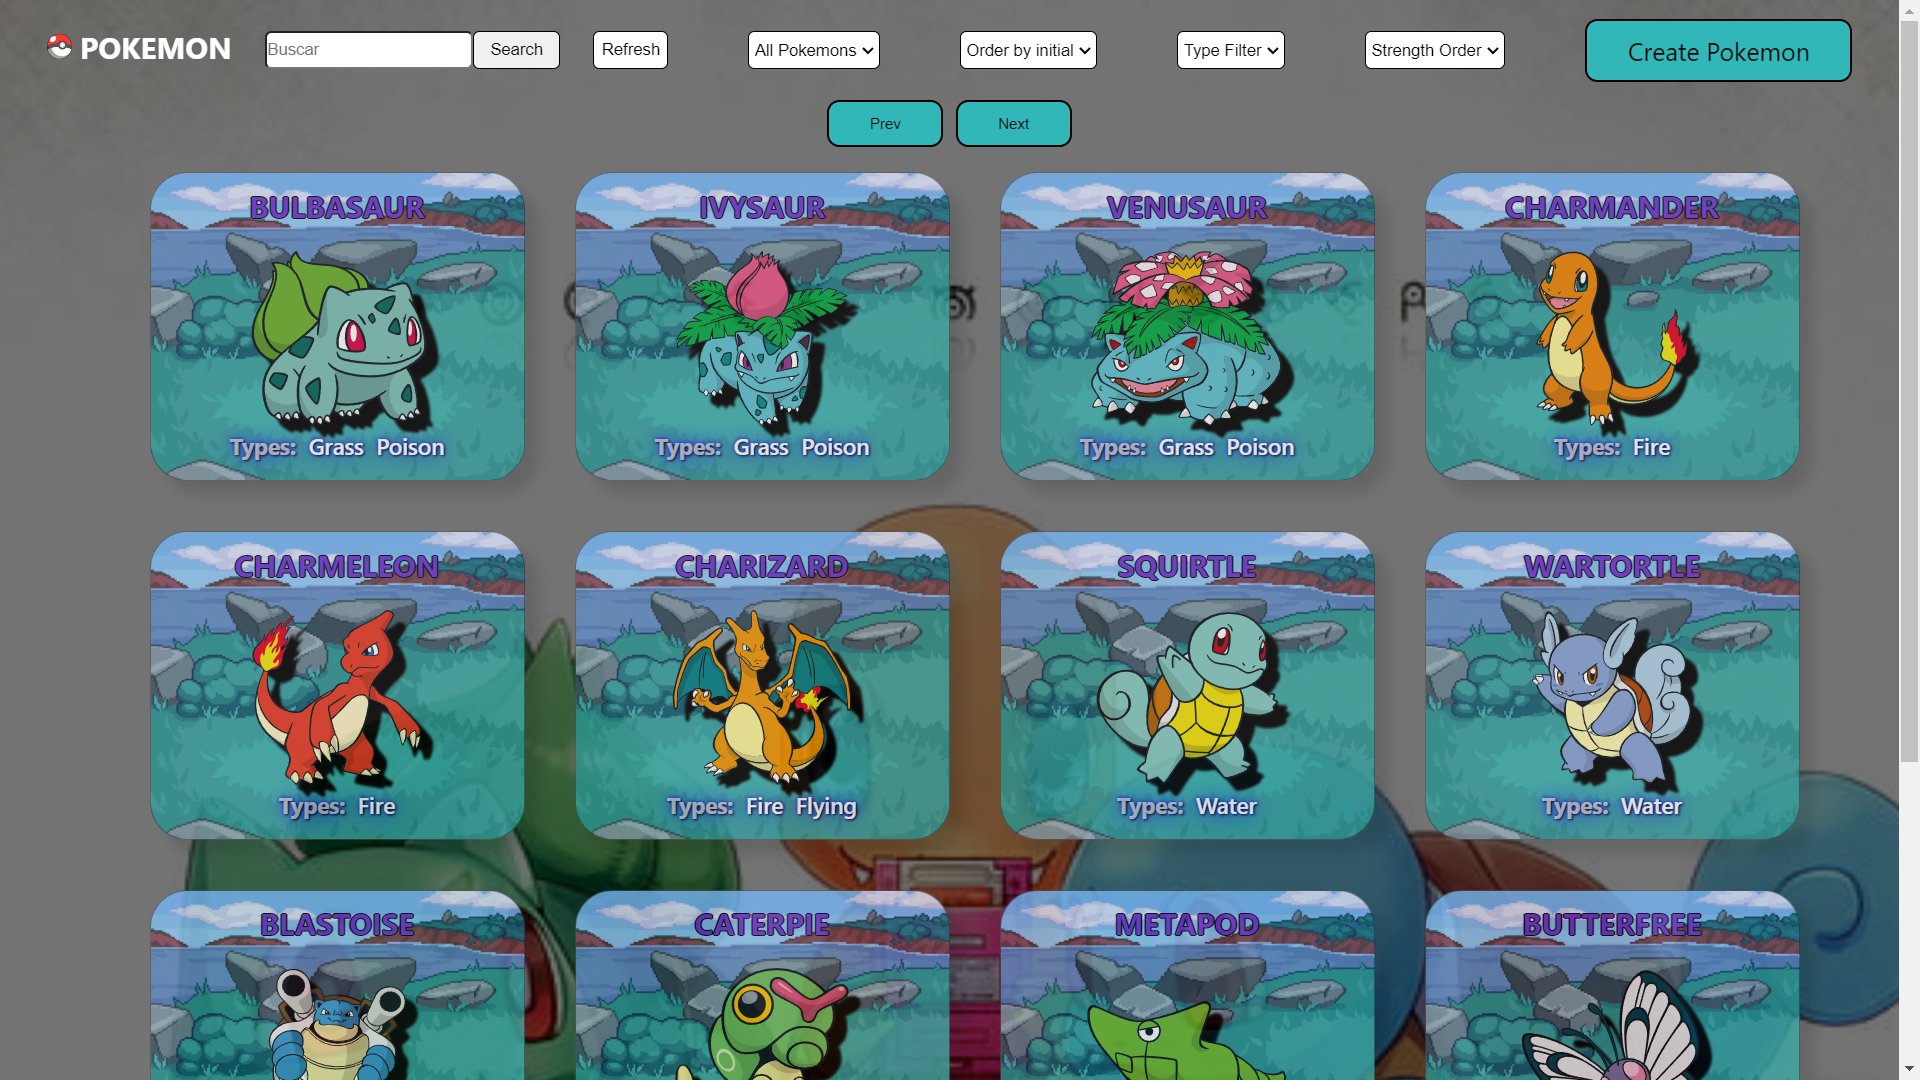 POKEMON
Buscar
Search
Refresh
All Pokemons
Order by initial
Type Filter
Strength Order
Create Pokemon
Prev
Next
BULBASAUR
Types: Grass Poison
IVYSAUR
Types: Grass Poison
VENUSAUR
Types: Grass Poison
CHARMANDER
Types: Fire
CHARMELEON
Types: Fire
CHARIZARD
Types: Fire Flying
SQUIRTLE
Types: Water
WARTORTLE
Types: Water
BLASTOISE
CATERPIE
METAPOD
BUTTERFREE